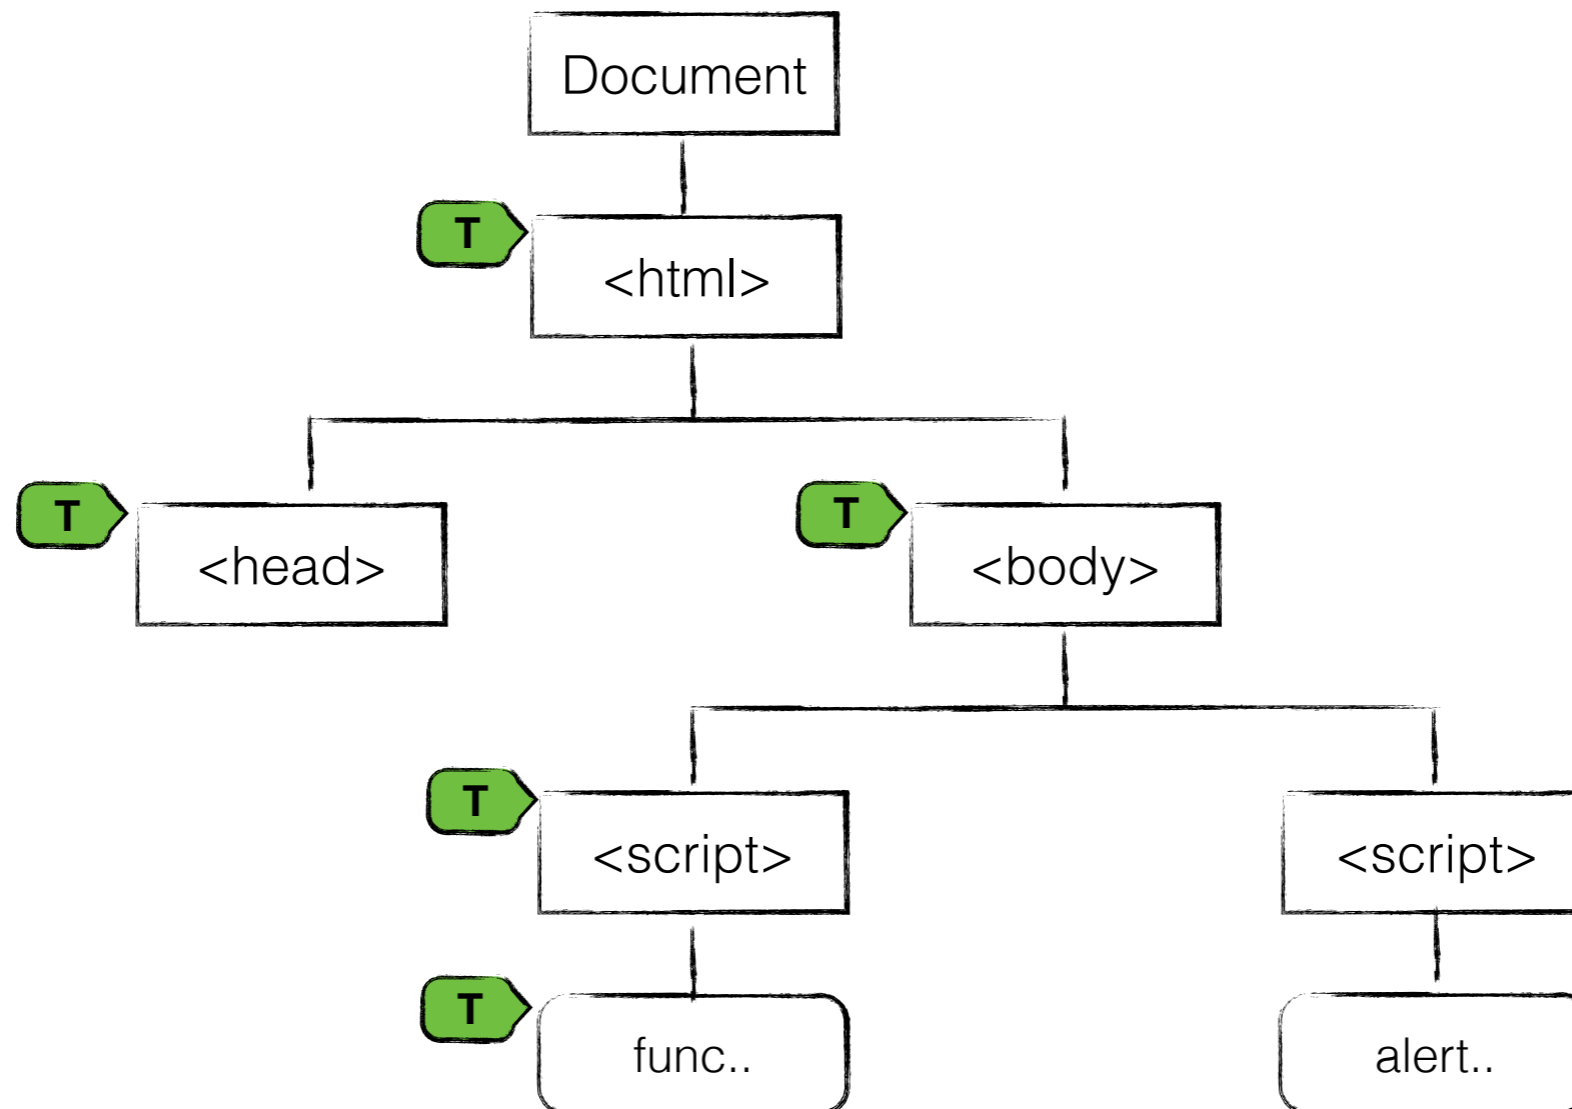 Document
T
<html>
T
<head>
T
<body>
T
<script>
<script>
T
func..
alert..